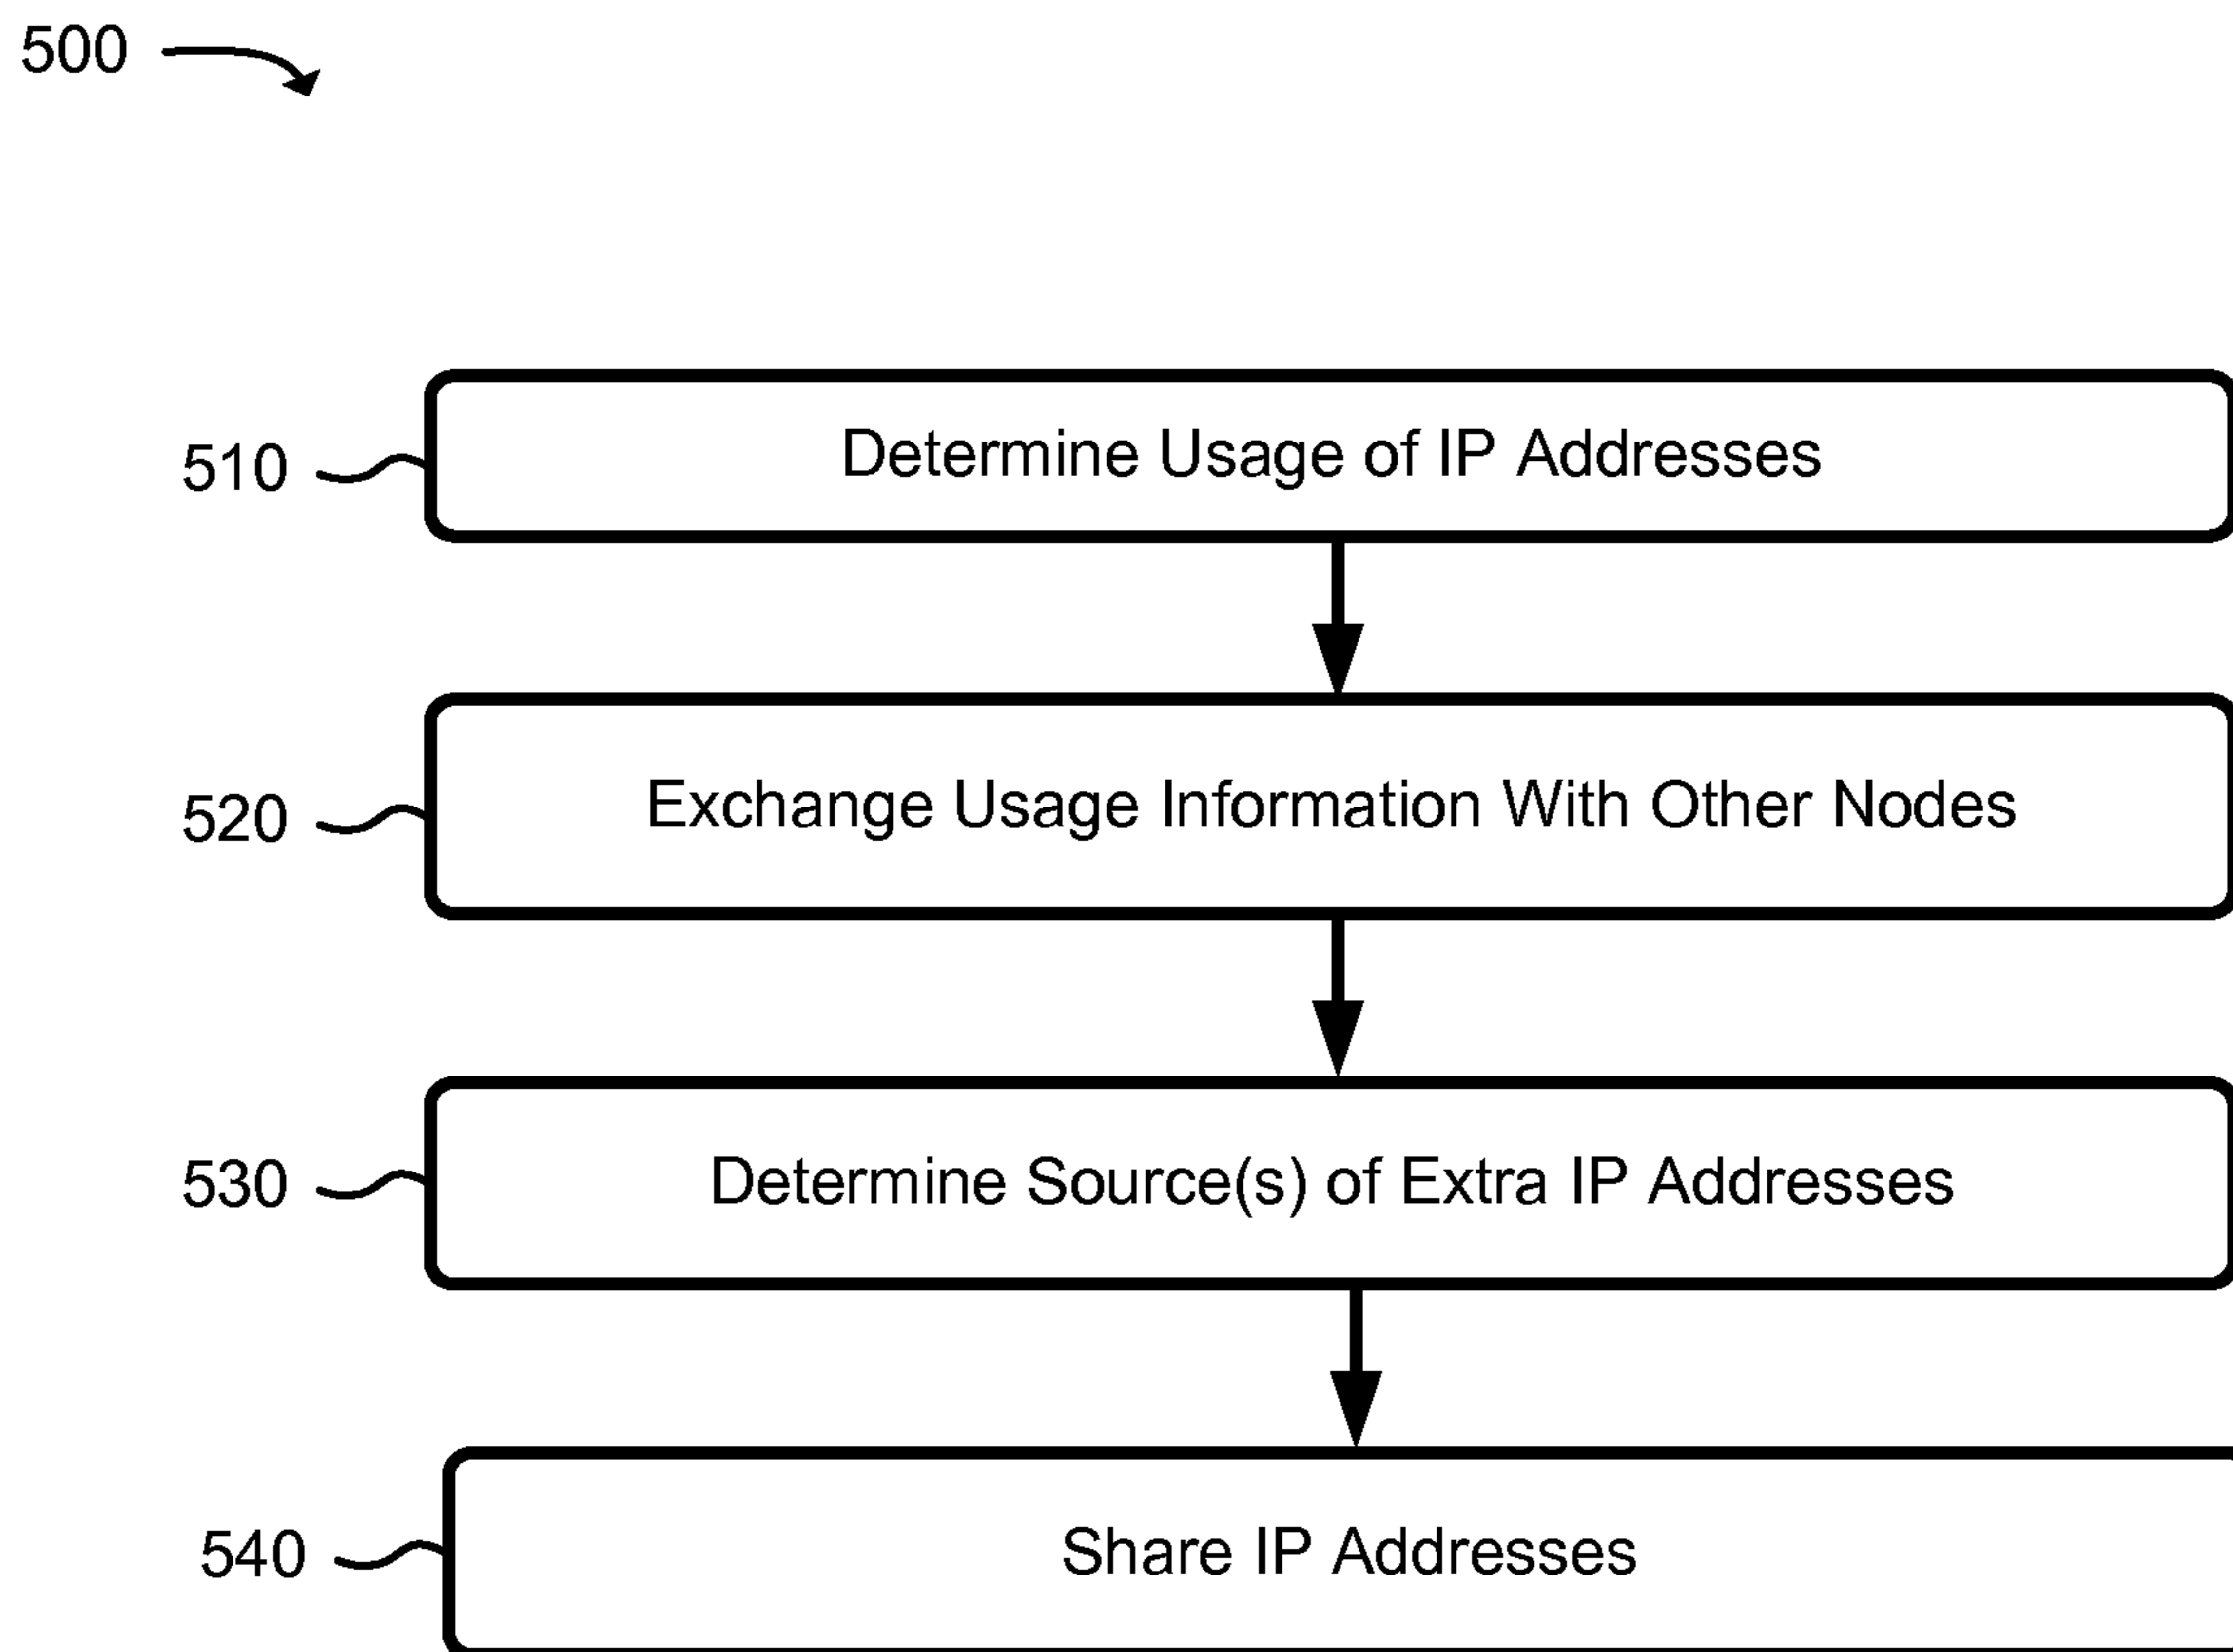 500
510
Determine Usage of IP Addresses
520
Exchange Usage Information With Other Nodes
530
Determine Source(s) of Extra IP Addresses
540
Share IP Addresses